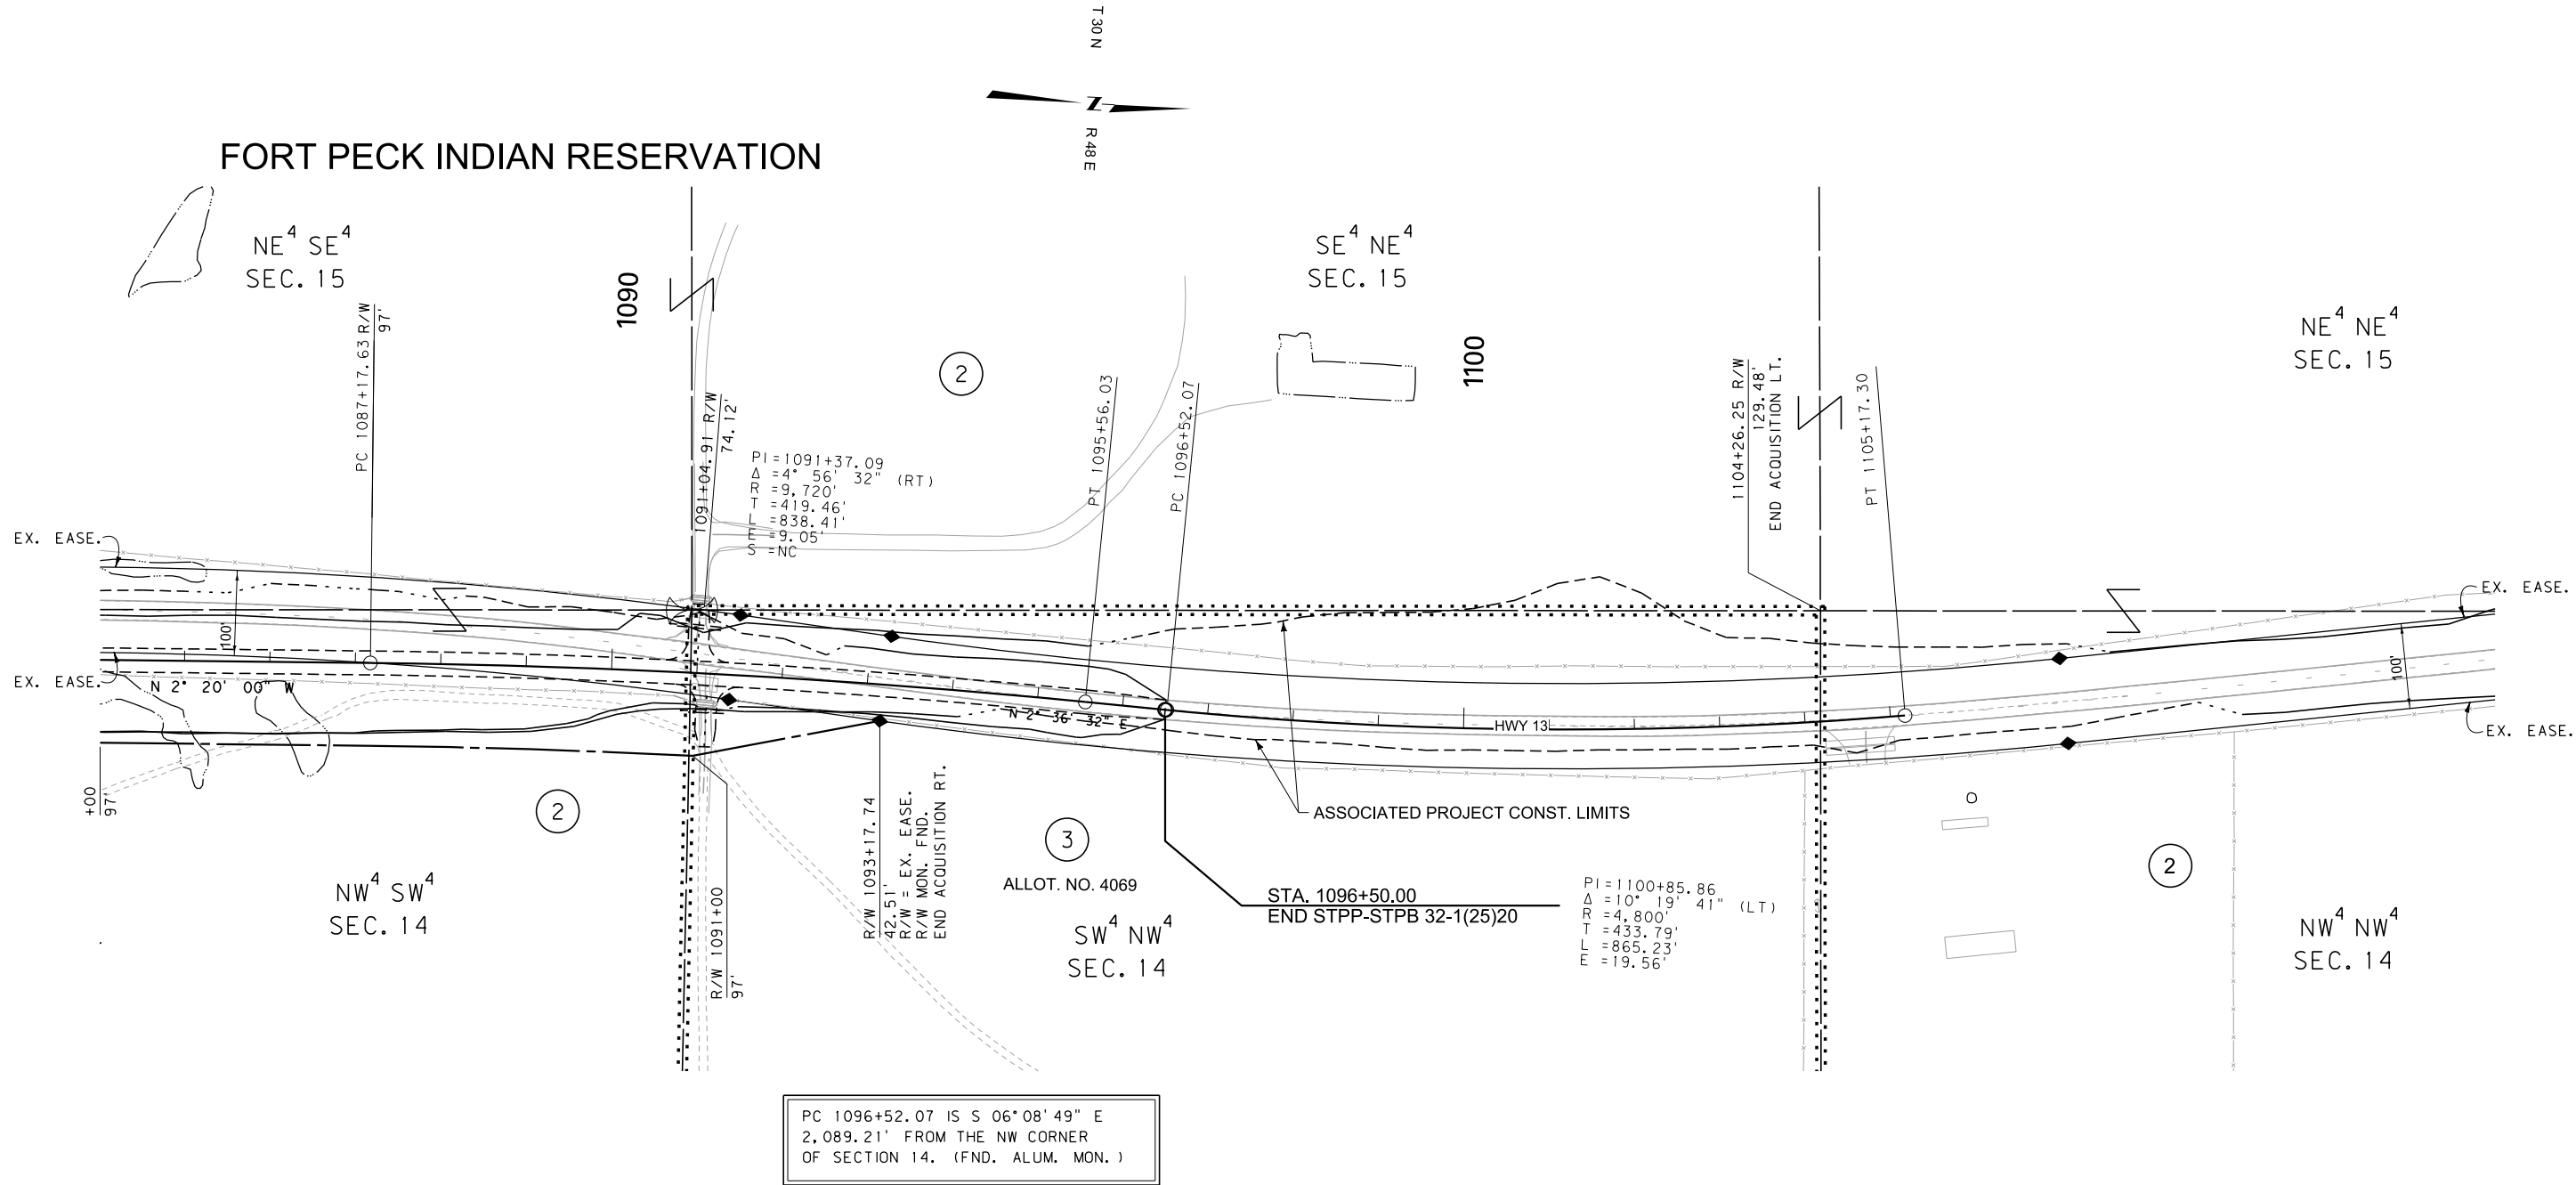 T 30 N
Z
R 48 E
FORT PECK INDIAN RESERVATION
NE⁴ SE⁴
SEC. 15
SE⁴ NE⁴
SEC. 15
NE⁴ NE⁴
SEC. 15
1090
1100
PC 1087+17.63 R/W
97'
1091+04.91 R/W
74.12'
2
PI =1091+37.09
Δ =4° 56' 32" (RT)
R =9,720'
T =419.46'
L =838.41'
E =9.05'
S =NC
PT 1095+56.03
PC 1096+52.07
1104+26.25 R/W
129.48'
END ACQUISITION LT.
PT 1105+17.30
EX. EASE.
EX. EASE.
100'
100'
EX. EASE.
N 2° 20' 00" W
N 2° 36' 32" E
HWY 13
EX. EASE.
+00
97'
2
R/W 1091+00
97'
R/W 1093+17.74
42.51'
R/W = EX. EASE.
R/W MON. FND.
END ACQUISITION RT.
ASSOCIATED PROJECT CONST. LIMITS
3
ALLOT. NO. 4069
2
NW⁴ SW⁴
SEC. 14
SW⁴ NW⁴
SEC. 14
STA. 1096+50.00
END STPP-STPB 32-1(25)20
PI =1100+85.86
Δ =10° 19' 41" (LT)
R =4,800'
T =433.79'
L =865.23'
E =19.56'
NW⁴ NW⁴
SEC. 14
PC 1096+52.07 IS S 06°08'49" E
2,089.21' FROM THE NW CORNER
OF SECTION 14. (FND. ALUM. MON.)